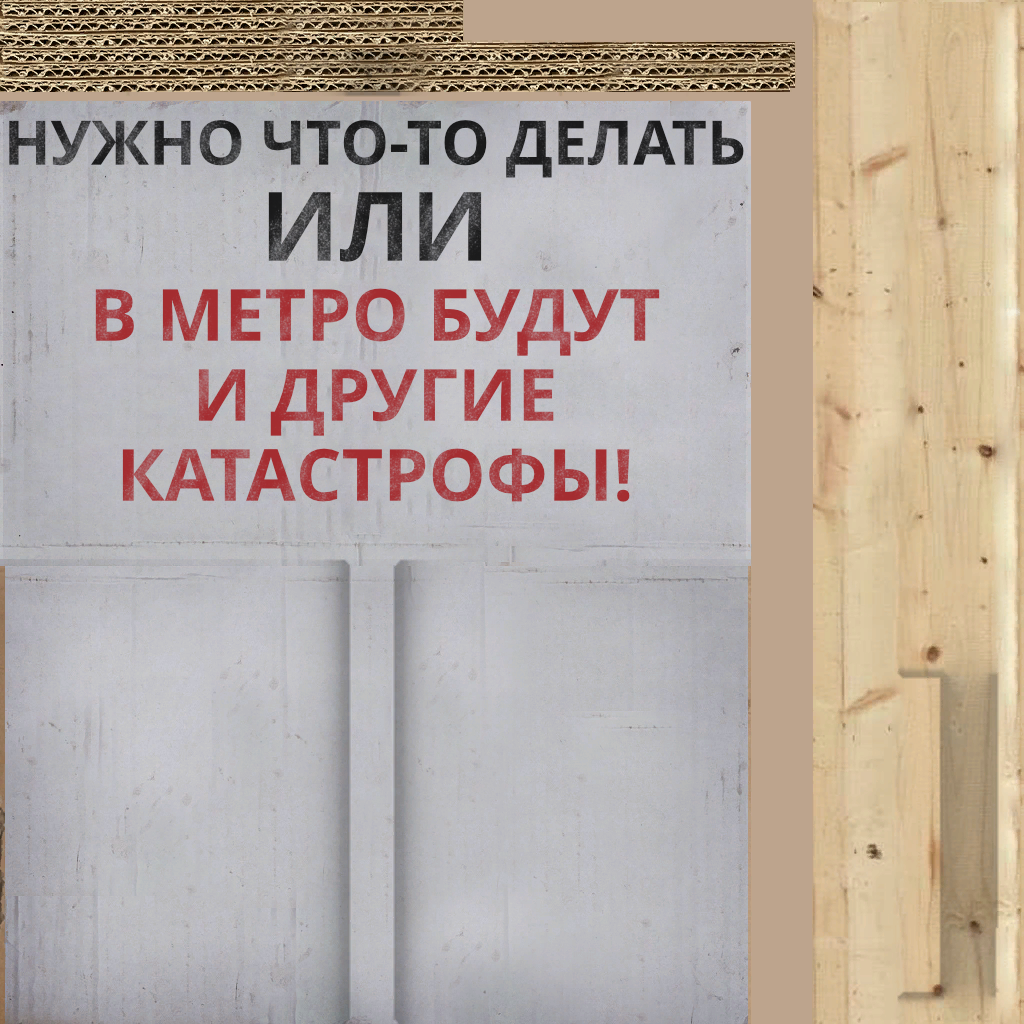 НУЖНО ЧТО-ТО ДЕЛАТЬ
ИЛИ
В МЕТРО БУДУТ
И ДРУГИЕ
КАТАСТРОФЫ!